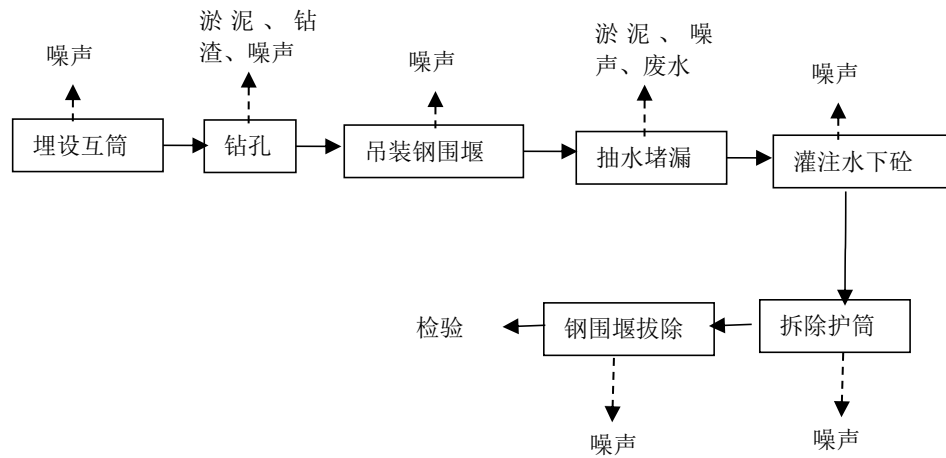 淤泥、钻
渣、噪声
噪声
噪声
淤泥、噪
声、废水
噪声
埋设互筒
钻孔
吊装钢围堰
抽水堵漏
灌注水下砼
检验
钢围堰拔除
拆除护筒
噪声
噪声